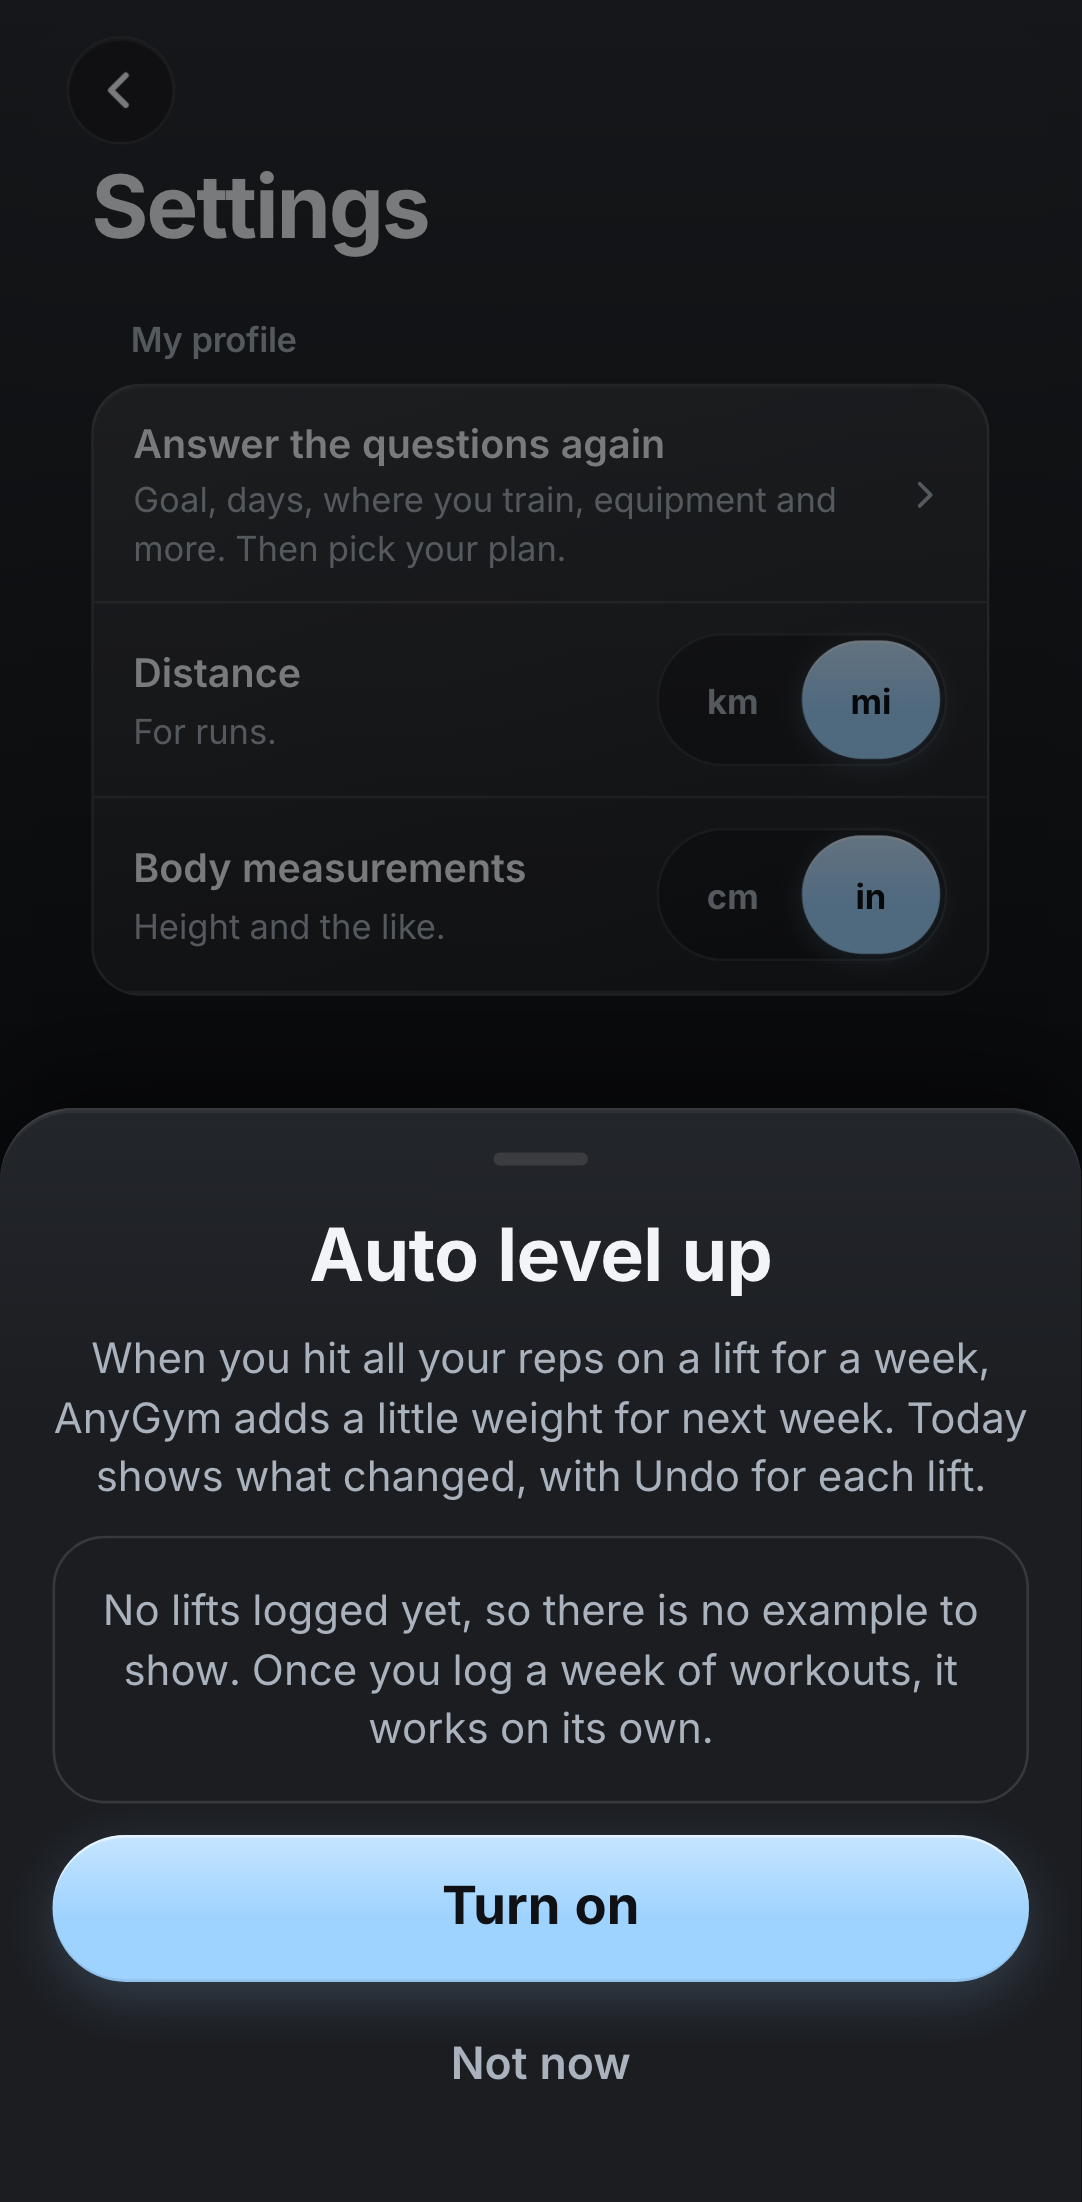 Settings
My profile
Answer the questions again
Goal, days, where you train, equipment and
more. Then pick your plan.
Distance
For runs.
km
mi
Body measurements
Height and the like.
cm
in
Auto level up
When you hit all your reps on a lift for a week,
AnyGym adds a little weight for next week. Today
shows what changed, with Undo for each lift.
No lifts logged yet, so there is no example to
show. Once you log a week of workouts, it
works on its own.
Turn on
Not now